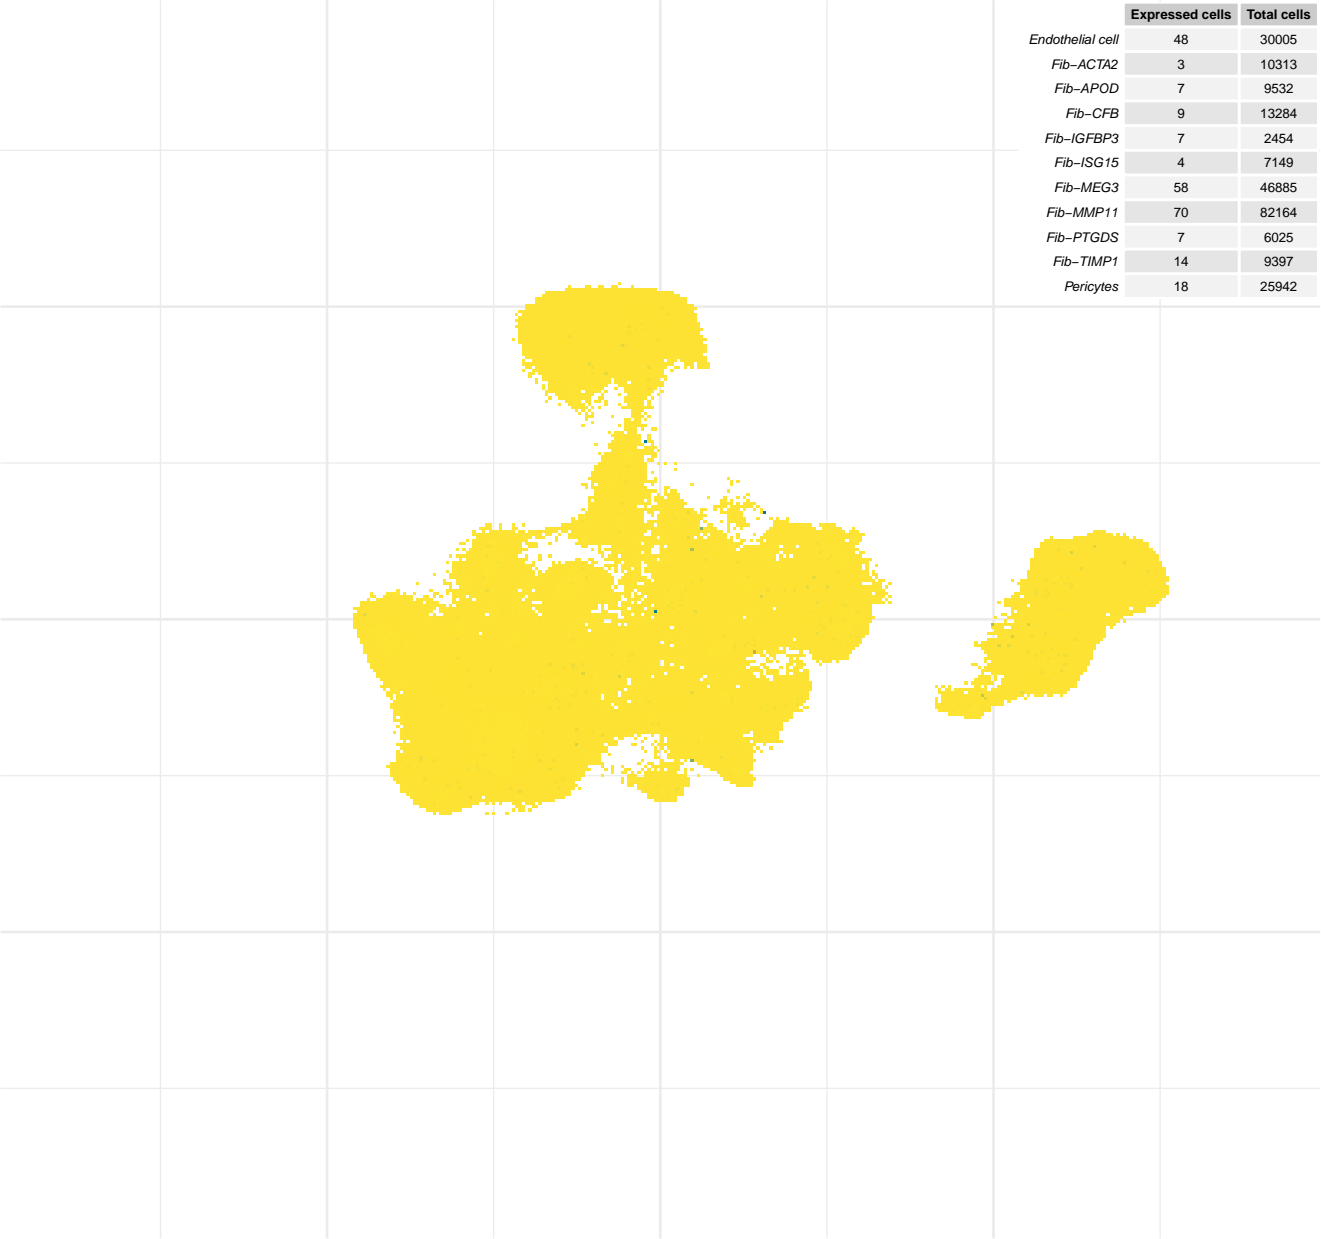 Expressed cells Total cells
Endothelial cell 48 30005
Fib−ACTA2 3 10313
Fib−APOD 7 9532
Fib−CFB 9 13284
Fib−IGFBP3 7 2454
Fib−ISG15 4 7149
Fib−MEG3 58 46885
Fib−MMP11 70 82164
Fib−PTGDS 7 6025
Fib−TIMP1 14 9397
Pericytes 18 25942